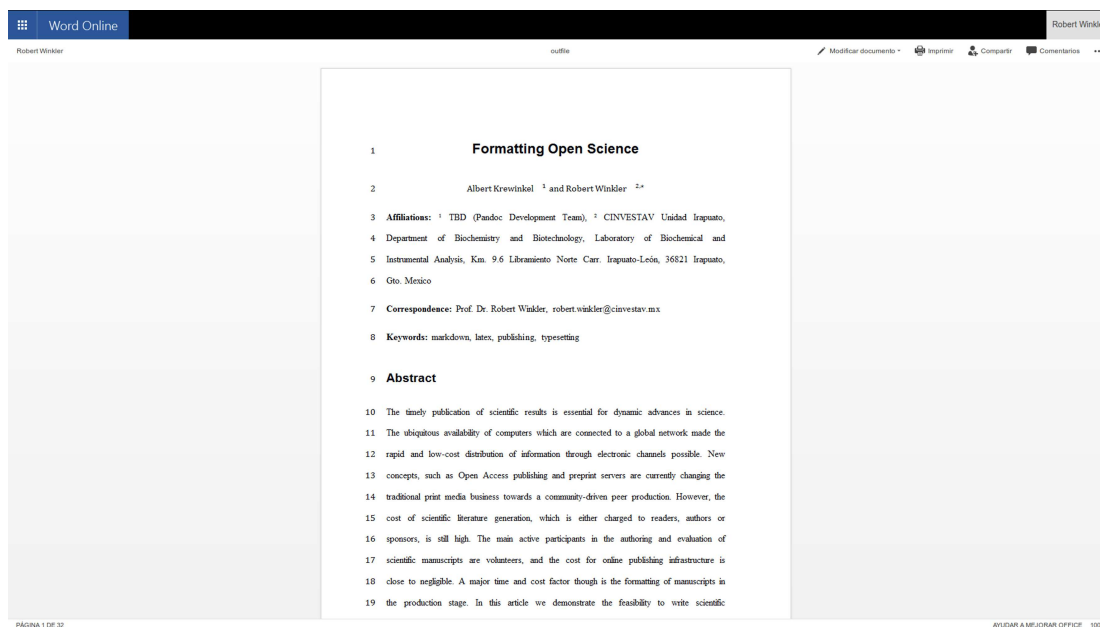 Word Online
Robert Winkler
outfile
Modificar documento
Imprimir
Compartir
Comentarios
Robert Winkler
1 Formatting Open Science
2 Albert Krewinkel 1 and Robert Winkler 2,*
3 Affiliations: 1 TBD (Pandoc Development Team), 2 CINVESTAV Unidad Irapuato,
4 Department of Biochemistry and Biotechnology, Laboratory of Biochemical and
5 Instrumental Analysis, Km. 9.6 Libramiento Norte Carr. Irapuato-León, 36821 Irapuato,
6 Gto. Mexico
7 Correspondence: Prof. Dr. Robert Winkler, robert.winkler@cinvestav.mx
8 Keywords: markdown, latex, publishing, typesetting
9 Abstract
10 The timely publication of scientific results is essential for dynamic advances in science.
11 The ubiquitous availability of computers which are connected to a global network made the
12 rapid and low-cost distribution of information through electronic channels possible. New
13 concepts, such as Open Access publishing and preprint servers are currently changing the
14 traditional print media business towards a community-driven peer production. However, the
15 cost of scientific literature generation, which is either charged to readers, authors or
16 sponsors, is still high. The main active participants in the authoring and evaluation of
17 scientific manuscripts are volunteers, and the cost for online publishing infrastructure is
18 close to negligible. A major time and cost factor though is the formatting of manuscripts in
19 the production stage. In this article we demonstrate the feasibility to write scientific
PÁGINA 1 DE 32
AYUDAR A MEJORAR OFFICE 100